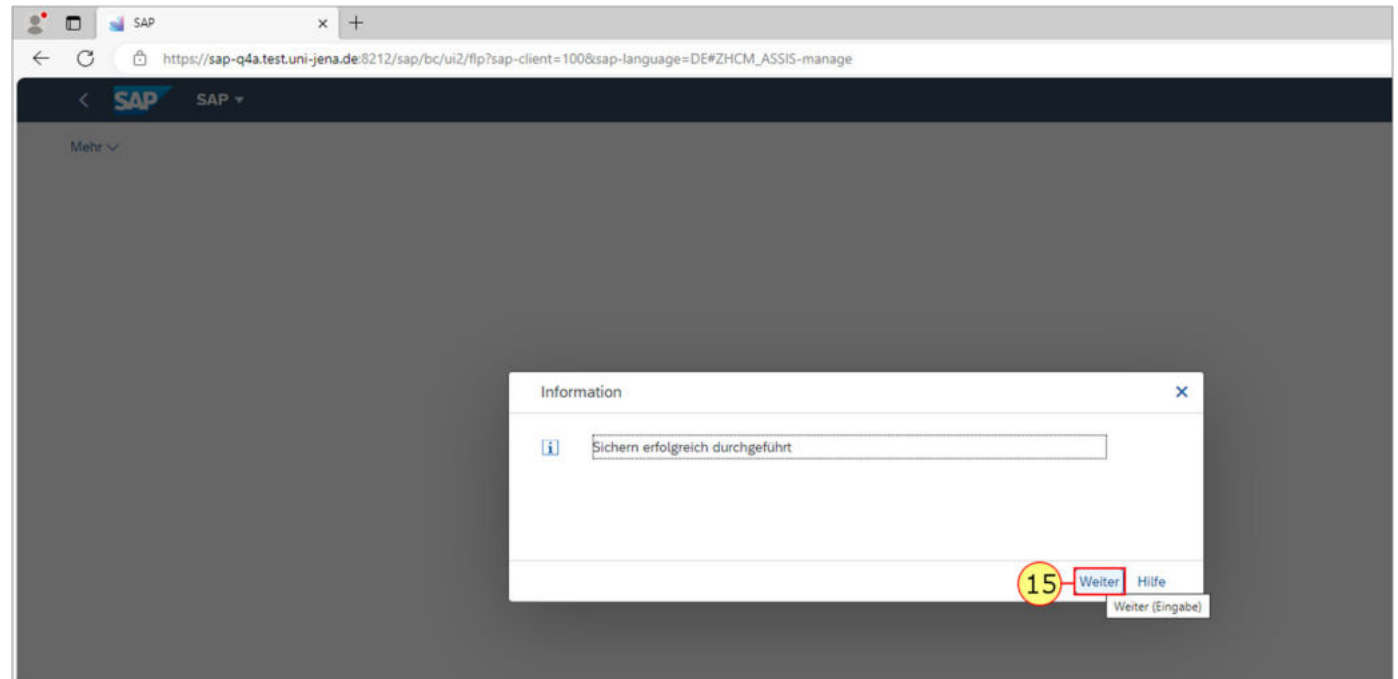 SAP
https://sap-q4a.test.uni-jena.de:8212/sap/bc/ui2/flp?sap-client=100&sap-language=DE#ZHCM_ASSIS-manage
SAP SAP
Mehr
Information
i Sichern erfolgreich durchgeführt
15 Weiter Hilfe
Weiter (Eingabe)